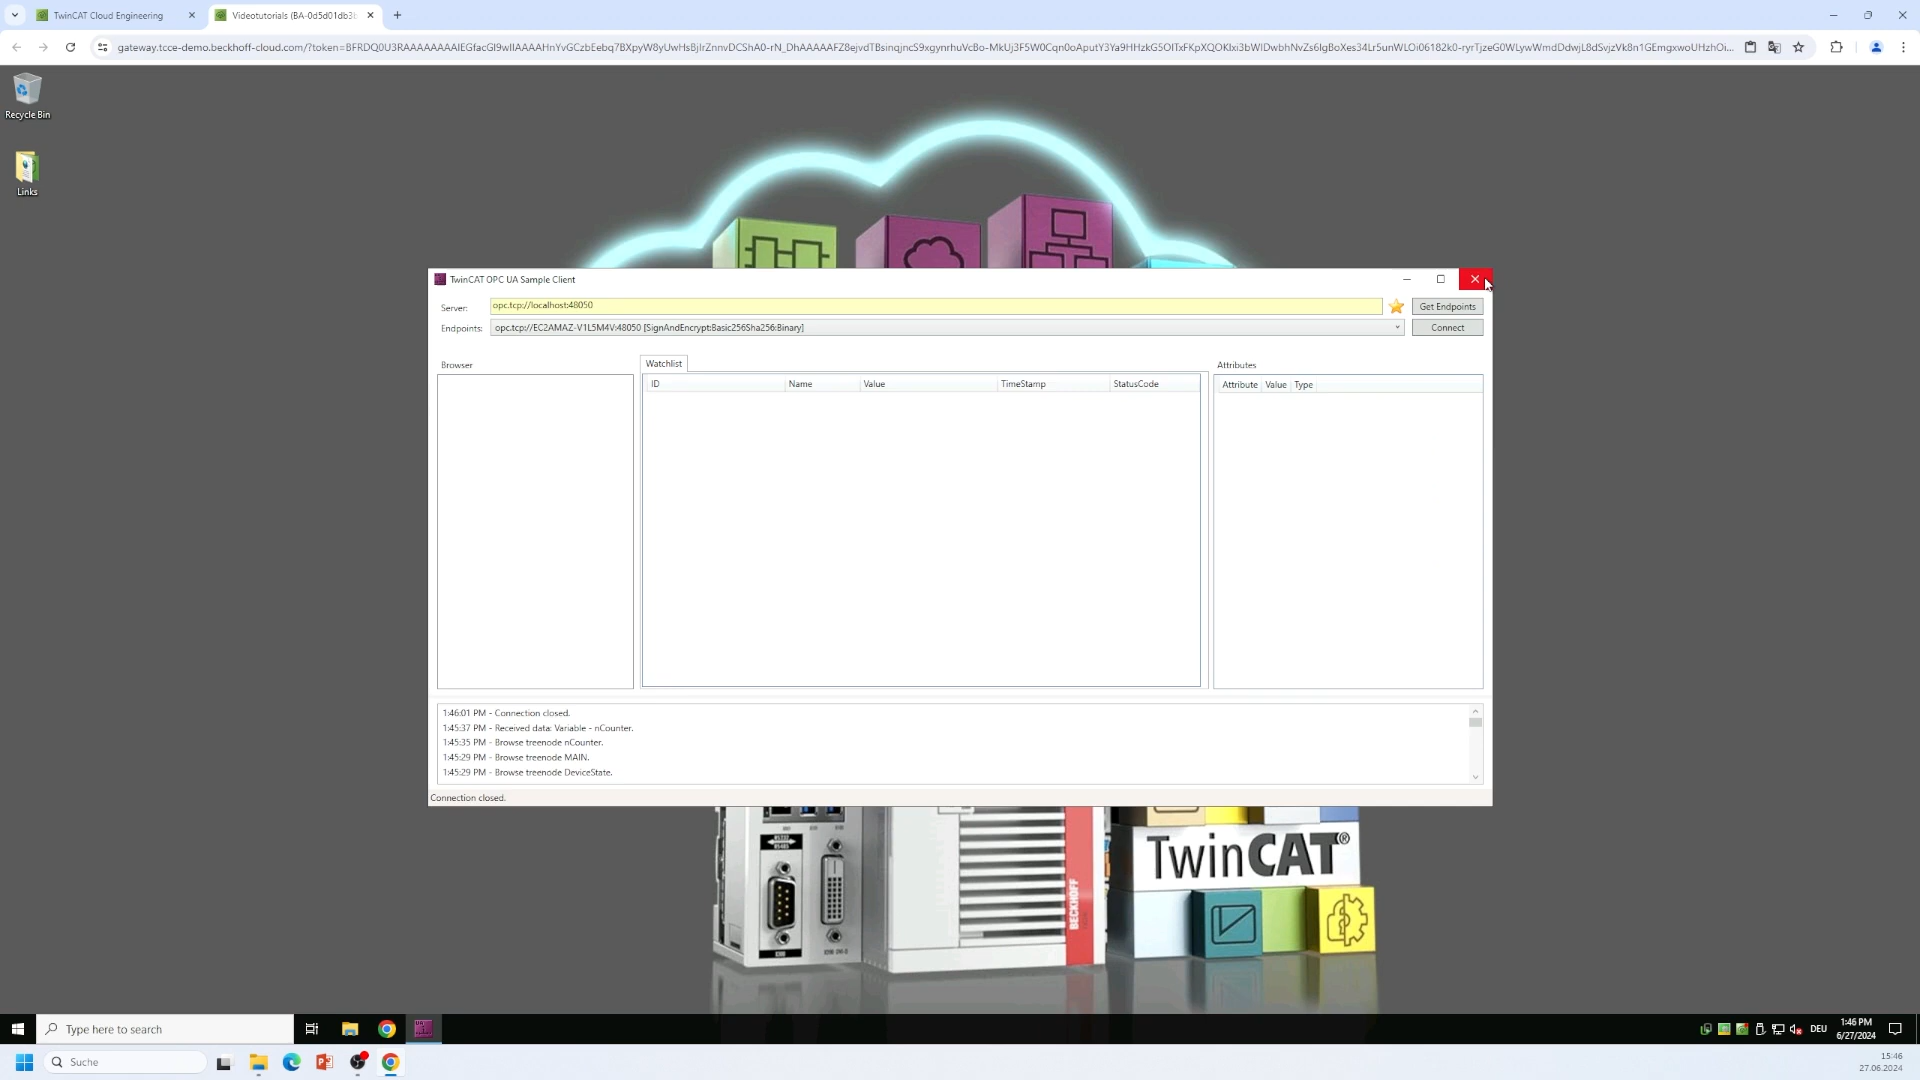 TwinCAT Cloud Engineering
Videotutorials (BA-0d5d01db3b
Recycle Bin
Links
TwinCAT OPC UA Sample Client
Server:
opc.tcp://localhost:48050
Get Endpoints
Endpoints:
opc.tcp://EC2AMAZ-V1L5M4V:48050 [SignAndEncrypt:Basic256Sha256:Binary]
Connect
Browser
Watchlist
Attributes
ID
Name
Value
TimeStamp
StatusCode
Attribute
Value
Type
1:46:01 PM - Connection closed.
1:45:37 PM - Received data: Variable - nCounter.
1:45:35 PM - Browse treenode nCounter.
1:45:29 PM - Browse treenode MAIN.
1:45:29 PM - Browse treenode DeviceState.
Connection closed.
BECKHOFF
TwinCAT®
Type here to search
DEU
1:46 PM
6/27/2024
Suche
15:46
27.06.2024